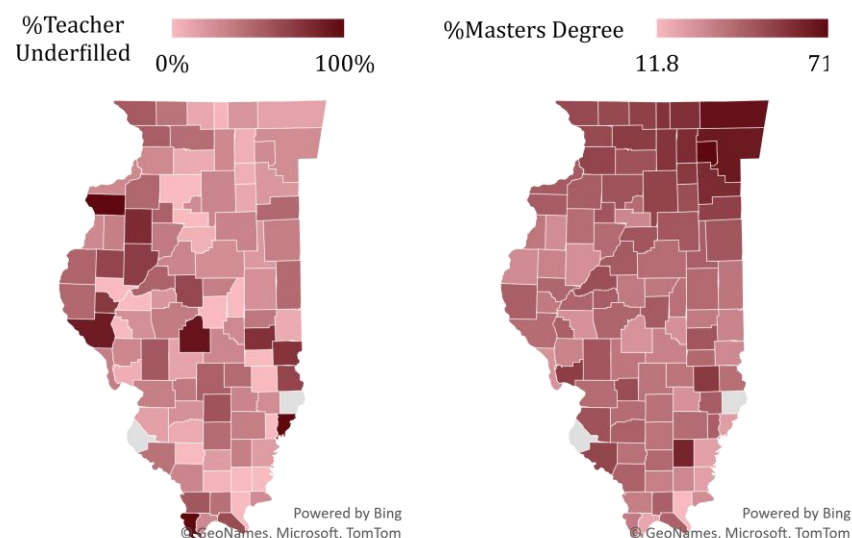 %Teacher
Underfilled
0%
100%
%Masters Degree
11.8
71
Powered by Bing
© GeoNames, Microsoft, TomTom
Powered by Bing
© GeoNames, Microsoft, TomTom